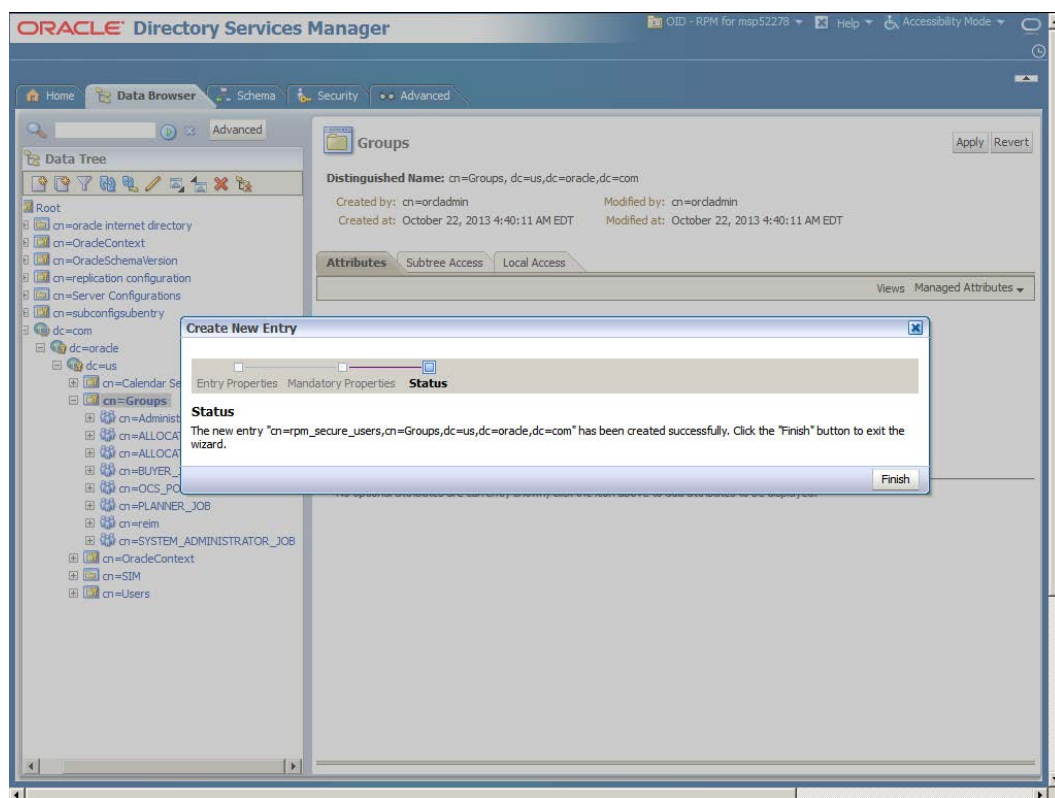 ORACLE Directory Services Manager
OID - RPM for msp52278 Help Accessibility Mode
Home Data Browser Schema Security Advanced
Advanced
Data Tree
Root
cn=oracle internet directory
cn=OracleContext
cn=OracleSchemaVersion
cn=replication configuration
cn=Server Configurations
cn=subconfigsubentry
dc=com
dc=oracle
dc=us
cn=Calendar Se
cn=Groups
cn=Administ
cn=ALLOCA
cn=ALLOCA
cn=BUYER_J
cn=OCS_PO
cn=PLANNER_JOB
cn=reim
cn=SYSTEM_ADMINISTRATOR_JOB
cn=OracleContext
cn=SIM
cn=Users
Groups
Apply Revert
Distinguished Name: cn=Groups, dc=us,dc=oracle,dc=com
Created by: cn=orcladmin Modified by: cn=orcladmin
Created at: October 22, 2013 4:40:11 AM EDT Modified at: October 22, 2013 4:40:11 AM EDT
Attributes Subtree Access Local Access
Views Managed Attributes
Create New Entry
Entry Properties Mandatory Properties Status
Status
The new entry "cn=rpm_secure_users,cn=Groups,dc=us,dc=oracle,dc=com" has been created successfully. Click the "Finish" button to exit the
wizard.
Finish